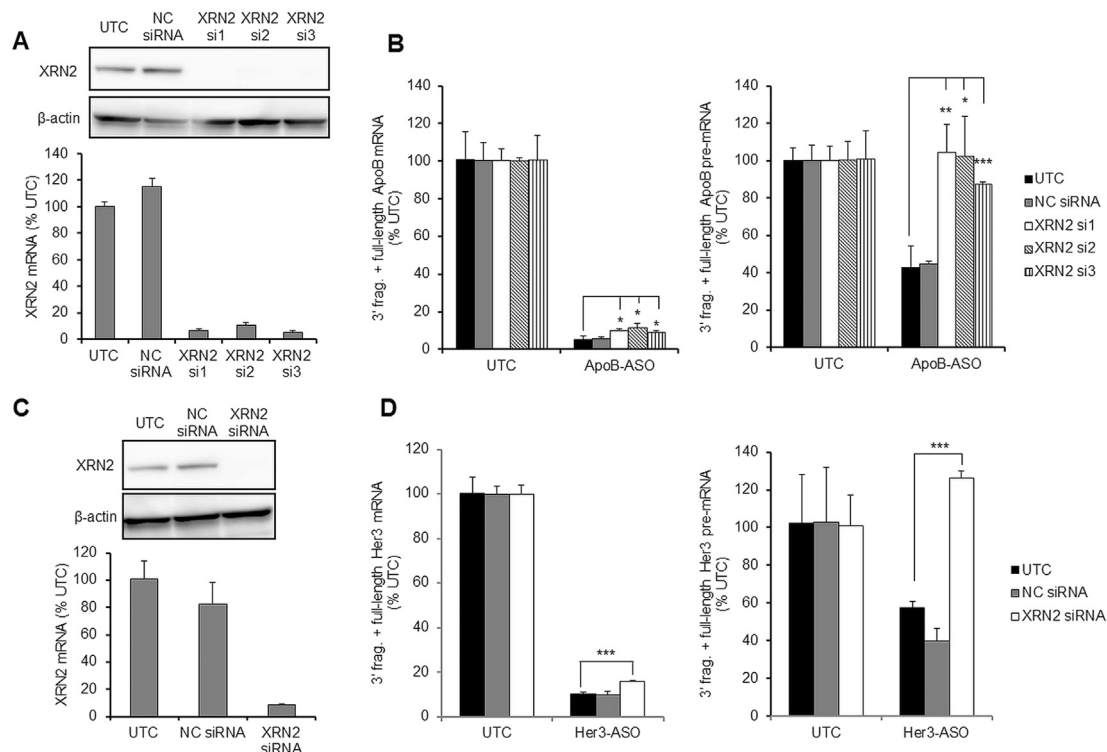 A
UTC
NC
siRNA
XRN2
si1
XRN2
si2
XRN2
si3
XRN2
β-actin
XRN2 mRNA (% UTC)
140
120
100
80
60
40
20
0
UTC
NC
siRNA
XRN2
si1
XRN2
si2
XRN2
si3
B
3' frag. + full-length ApoB mRNA
(% UTC)
140
120
100
80
60
40
20
0
*
*
*
UTC
ApoB-ASO
3' frag. + full-length ApoB pre-mRNA
(% UTC)
140
120
100
80
60
40
20
0
**
*
***
UTC
ApoB-ASO
UTC
NC siRNA
XRN2 si1
XRN2 si2
XRN2 si3
C
UTC
NC
siRNA
XRN2
siRNA
XRN2
β-actin
XRN2 mRNA (% UTC)
120
100
80
60
40
20
0
UTC
NC siRNA
XRN2
siRNA
D
3' frag. + full-length Her3 mRNA
(% UTC)
120
100
80
60
40
20
0
***
UTC
Her3-ASO
3' frag. + full-length Her3 pre-mRNA
(% UTC)
140
120
100
80
60
40
20
0
***
UTC
Her3-ASO
UTC
NC siRNA
XRN2 siRNA